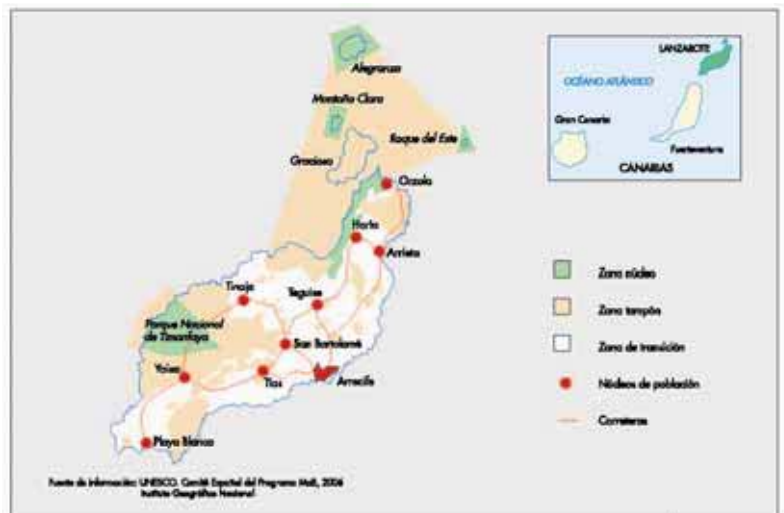 Alegranza
Montaña Clara
Roque del Este
Graciosa
Orzola
Haría
Arrieta
Tinajo
Teguise
Parque Nacional
de Timanfaya
San Bartolomé
Yaiza
Tías
Arrecife
Playa Blanca
LANZAROTE
OCÉANO ATLÁNTICO
Gran Canaria
Fuerteventura
CANARIAS
Zona núcleo
Zona tampón
Zona de transición
Núcleos de población
Carreteras
Fuente de información: UNESCO. Comité Español del Programa MaB, 2006
Instituto Geográfico Nacional